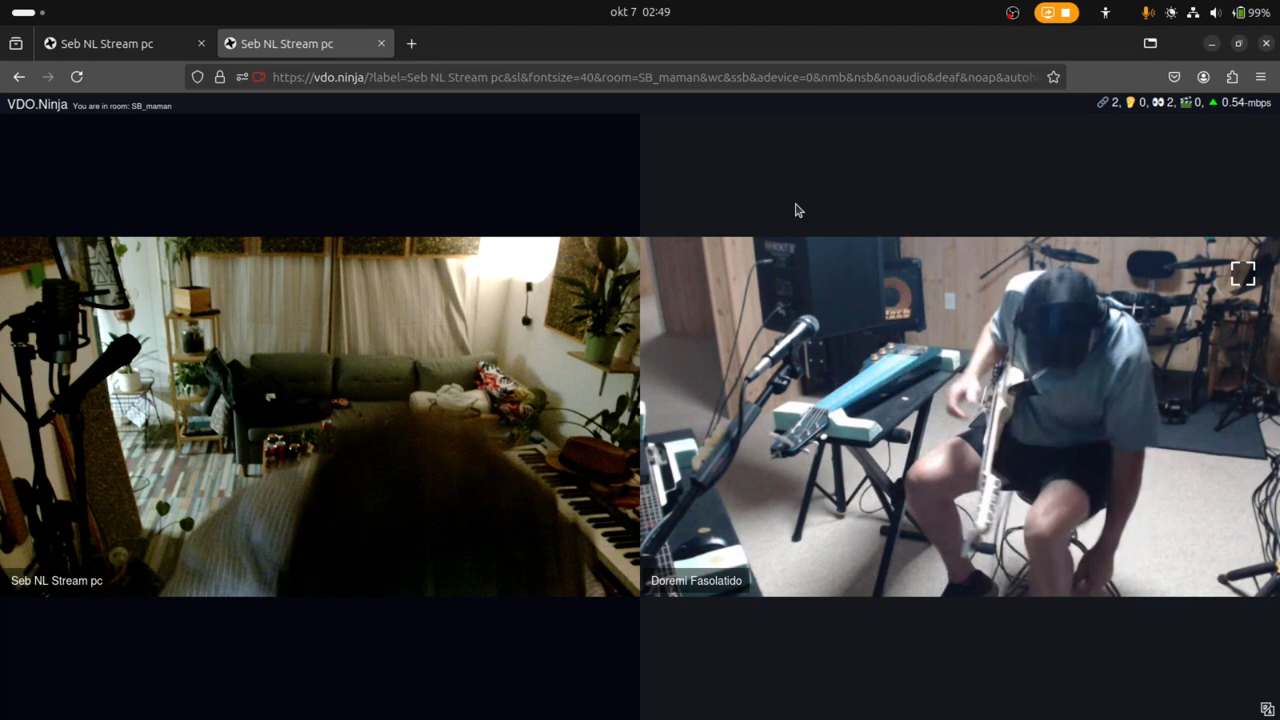 okt 7 02:49
99%
Seb NL Stream pc
Seb NL Stream pc
https://vdo.ninja/?label=Seb NL Stream pc&sl&fontsize=40&room=SB_maman&wc&ssb&adevice=0&nmb&nsb&noaudio&deaf&noap&autohi
VDO.Ninja You are in room: SB_maman
2, 0, 2, 0, 0.54-mbps
Seb NL Stream pc
Doremi Fasolatido